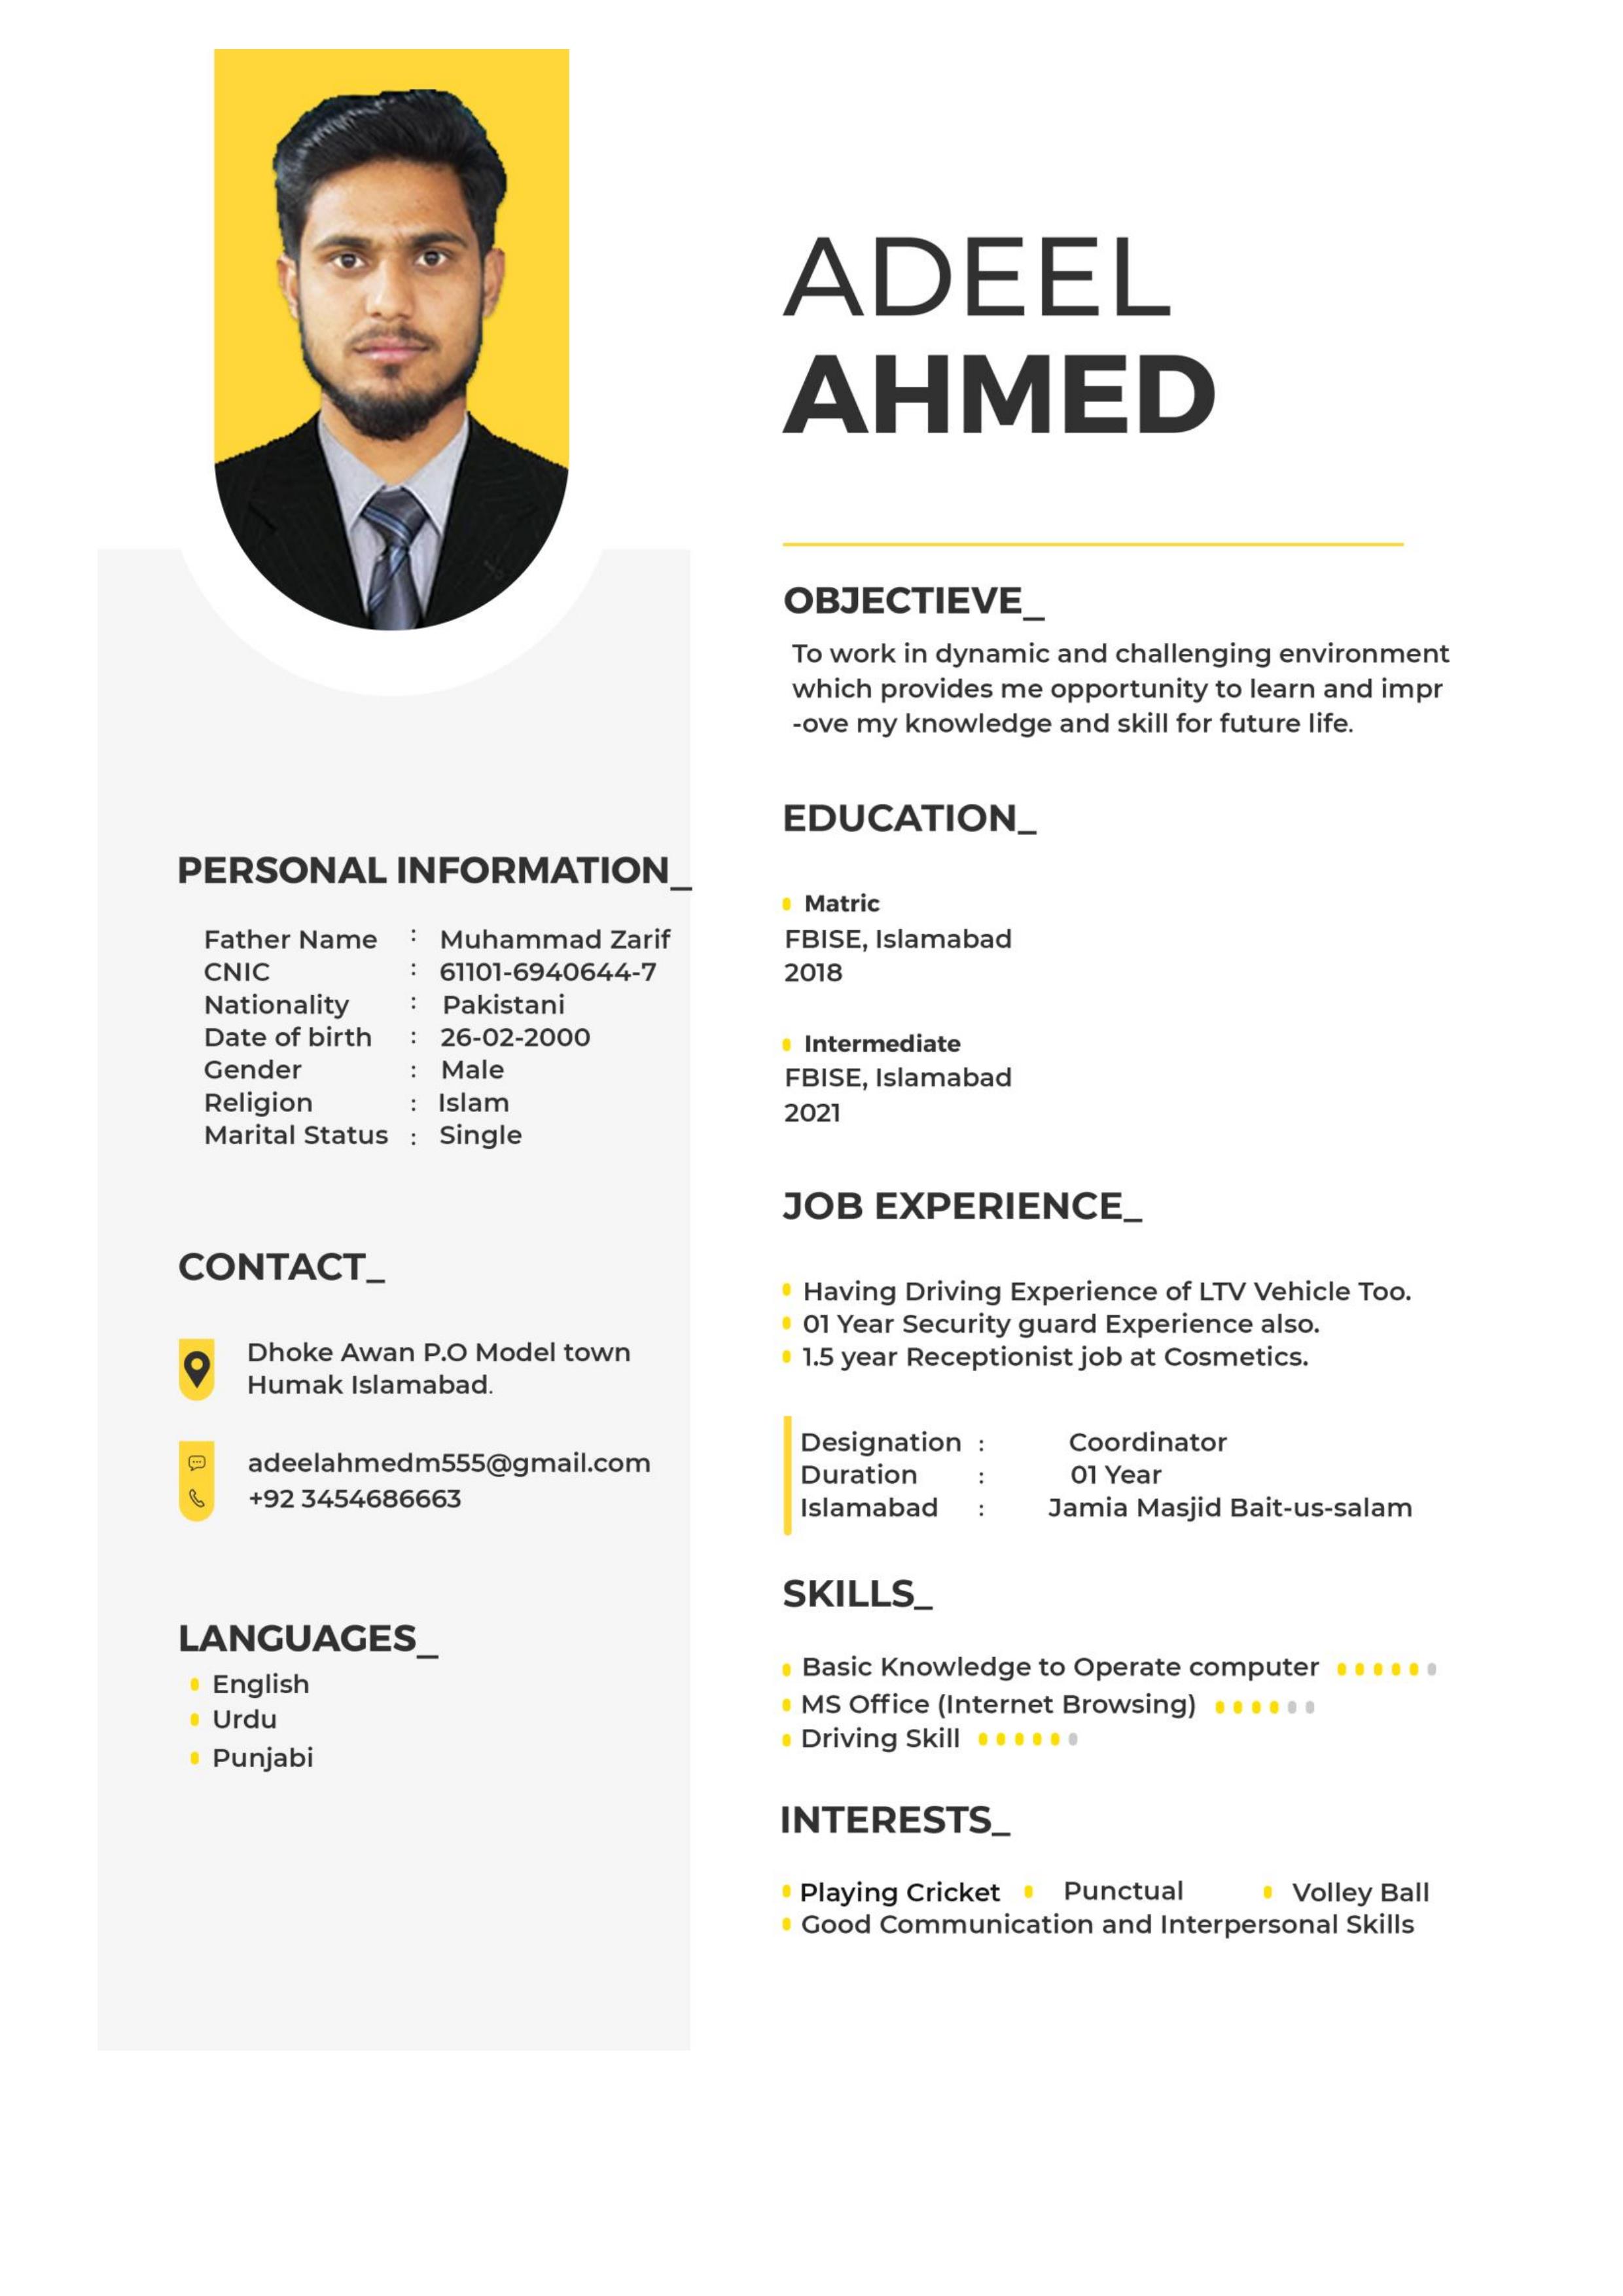 ADEEL
AHMED
PERSONAL INFORMATION_
Father Name : Muhammad Zarif
CNIC : 61101-6940644-7
Nationality : Pakistani
Date of birth : 26-02-2000
Gender : Male
Religion : Islam
Marital Status : Single
CONTACT_
Dhoke Awan P.O Model town
Humak Islamabad.
adeelahmedm555@gmail.com
+92 3454686663
LANGUAGES_
English
Urdu
Punjabi
OBJECTIEVE_
To work in dynamic and challenging environment
which provides me opportunity to learn and impr
-ove my knowledge and skill for future life.
EDUCATION_
Matric
FBISE, Islamabad
2018
Intermediate
FBISE, Islamabad
2021
JOB EXPERIENCE_
Having Driving Experience of LTV Vehicle Too.
01 Year Security guard Experience also.
1.5 year Receptionist job at Cosmetics.
Designation : Coordinator
Duration : 01 Year
Islamabad : Jamia Masjid Bait-us-salam
SKILLS_
Basic Knowledge to Operate computer
MS Office (Internet Browsing)
Driving Skill
INTERESTS_
Playing Cricket Punctual Volley Ball
Good Communication and Interpersonal Skills